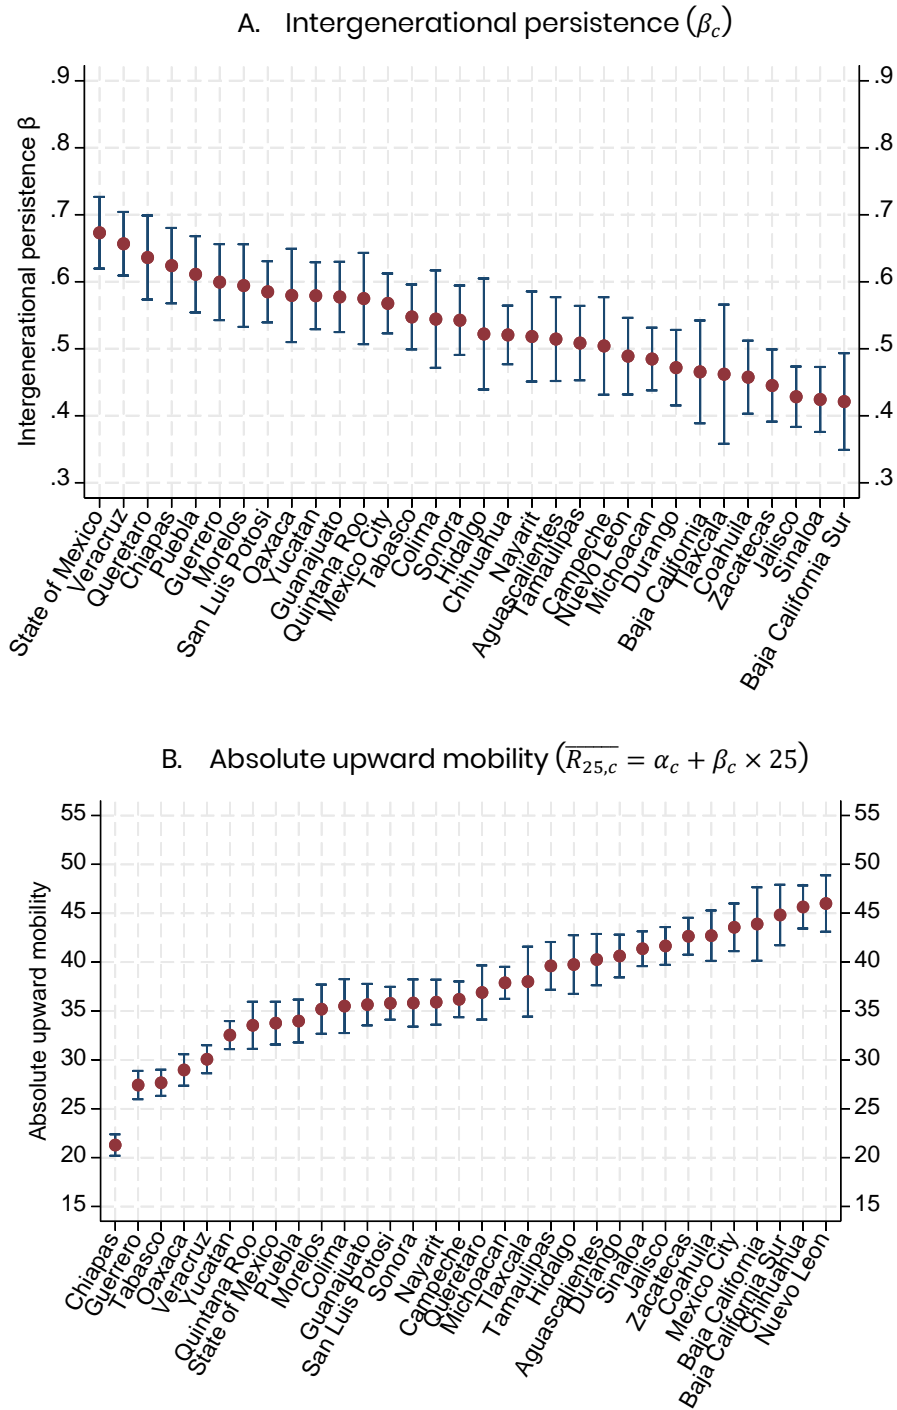 A. Intergenerational persistence (β_c)
.9 .9
.8 .8
.7 .7
.6 .6
.5 .5
.4 .4
.3 .3
Intergenerational persistence β
State of Mexico
Veracruz
Queretaro
Chiapas
Puebla
Guerrero
Morelos
San Luis Potosi
Oaxaca
Yucatan
Guanajuato
Quintana Roo
Mexico City
Tabasco
Colima
Sonora
Hidalgo
Chihuahua
Nayarit
Aguascalientes
Tamaulipas
Campeche
Nuevo Leon
Michoacan
Durango
Baja California
Tlaxcala
Coahuila
Zacatecas
Jalisco
Sinaloa
Baja California Sur
B. Absolute upward mobility (R̅_25,c = α_c + β_c × 25)
55 55
50 50
45 45
40 40
35 35
30 30
25 25
20 20
15 15
Absolute upward mobility
Chiapas
Guerrero
Tabasco
Oaxaca
Veracruz
Yucatan
Quintana Roo
State of Mexico
Puebla
Morelos
Colima
Guanajuato
San Luis Potosi
Sonora
Nayarit
Campeche
Queretaro
Michoacan
Tlaxcala
Tamaulipas
Hidalgo
Aguascalientes
Durango
Sinaloa
Jalisco
Zacatecas
Coahuila
Mexico City
Baja California
Baja California Sur
Chihuahua
Nuevo Leon